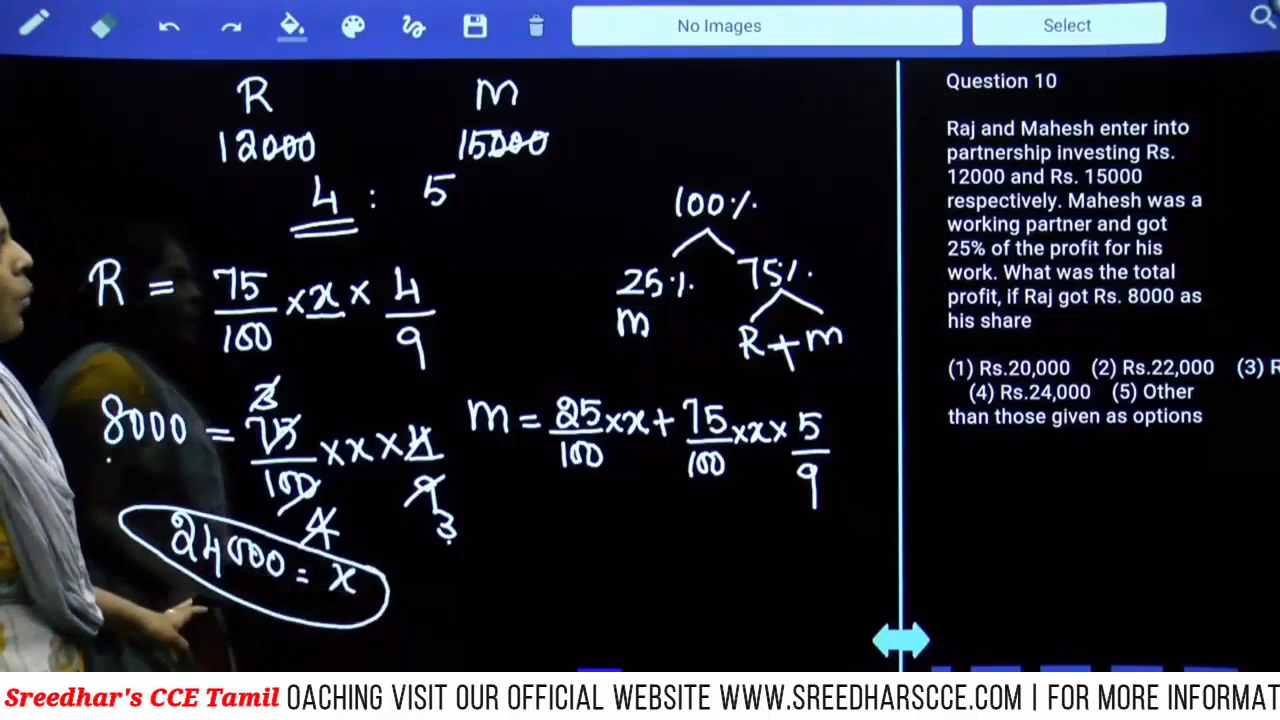 No Images
Select
R
M
12000
15000
4 : 5
R = 75/100 × x × 4/9
8000 = 75/100 × x × 4/9
3
4
3
24000 = x
100%
25%
75%
m
R + m
M = 25/100 × x + 75/100 × x × 5/9
Question 10
Raj and Mahesh enter into
partnership investing Rs.
12000 and Rs. 15000
respectively. Mahesh was a
working partner and got
25% of the profit for his
work. What was the total
profit, if Raj got Rs. 8000 as
his share
(1) Rs.20,000 (2) Rs.22,000 (3) R
(4) Rs.24,000 (5) Other
than those given as options
Sreedhar's CCE Tamil OACHING VISIT OUR OFFICIAL WEBSITE WWW.SREEDHARSCCE.COM | FOR MORE INFORMAT